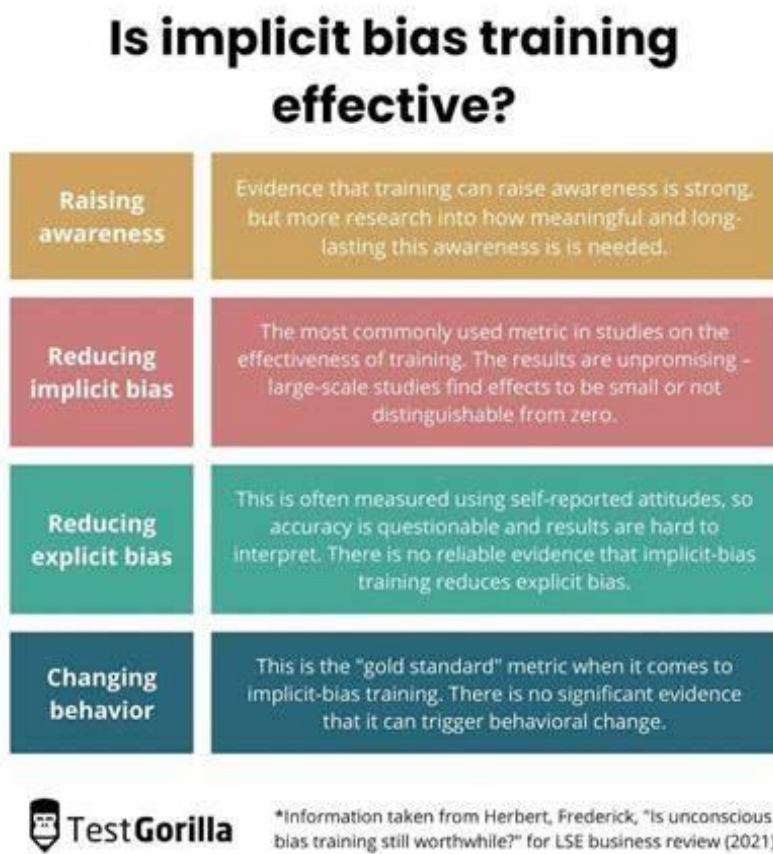 Is implicit bias training
effective?
Raising
awareness
Evidence that training can raise awareness is strong,
but more research into how meaningful and long-
lasting this awareness is is needed.
Reducing
implicit bias
The most commonly used metric in studies on the
effectiveness of training. The results are unpromising –
large-scale studies find effects to be small or not
distinguishable from zero.
Reducing
explicit bias
This is often measured using self-reported attitudes, so
accuracy is questionable and results are hard to
interpret. There is no reliable evidence that implicit-bias
training reduces explicit bias.
Changing
behavior
This is the "gold standard" metric when it comes to
implicit-bias training. There is no significant evidence
that it can trigger behavioral change.
TestGorilla
*Information taken from Herbert, Frederick, "Is unconscious
bias training still worthwhile?" for LSE business review (2021)